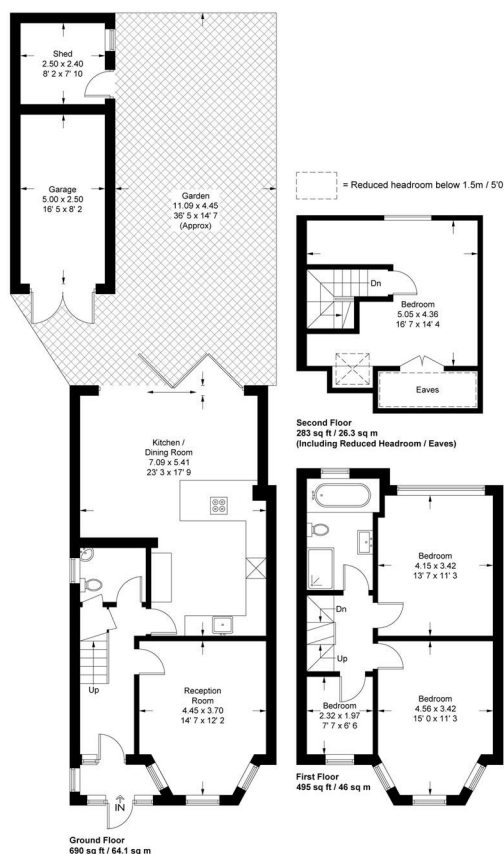 Shed
2.50 x 2.40
8' 2 x 7' 10
Garage
5.00 x 2.50
16' 5 x 8' 2
Garden
11.09 x 4.45
36' 5 x 14' 7
(Approx)
= Reduced headroom below 1.5m / 5'0
Dn
Bedroom
5.05 x 4.36
16' 7 x 14' 4
Eaves
Second Floor
283 sq ft / 26.3 sq m
(Including Reduced Headroom / Eaves)
Kitchen /
Dining Room
7.09 x 5.41
23' 3 x 17' 9
Up
Reception
Room
4.45 x 3.70
14' 7 x 12' 2
IN
Ground Floor
690 sq ft / 64.1 sq m
Bedroom
4.15 x 3.42
13' 7 x 11' 3
Dn
Up
Bedroom
2.32 x 1.97
7' 7 x 6' 6
Bedroom
4.56 x 3.42
15' 0 x 11' 3
First Floor
495 sq ft / 46 sq m